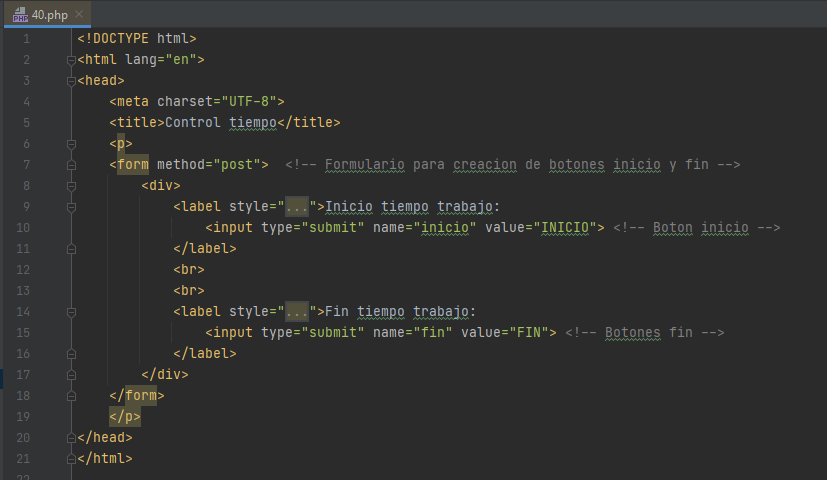 40.php
1 <!DOCTYPE html>
2 <html lang="en">
3 <head>
4 <meta charset="UTF-8">
5 <title>Control tiempo</title>
6 <p>
7 <form method="post"> <!-- Formulario para creacion de botones inicio y fin -->
8 <div>
9 <label style="...">Inicio tiempo trabajo:
10 <input type="submit" name="inicio" value="INICIO"> <!-- Boton inicio -->
11 </label>
12 <br>
13 <br>
14 <label style="...">Fin tiempo trabajo:
15 <input type="submit" name="fin" value="FIN"> <!-- Botones fin -->
16 </label>
17 </div>
18 </form>
19 </p>
20 </head>
21 </html>
22